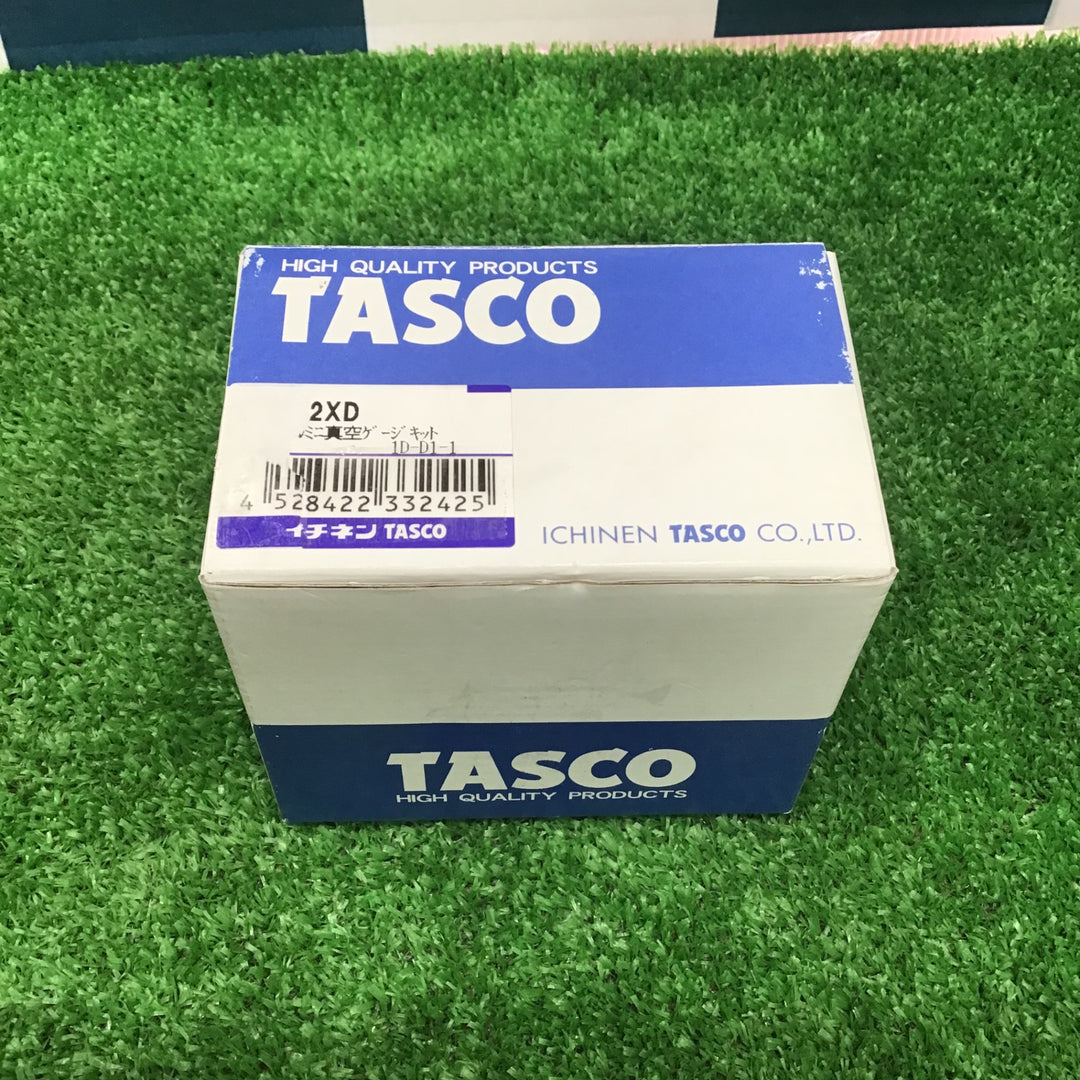 HIGH QUALITY PRODUCTS
TASCO
2XD
ミニ真空ゲージキット
1D-D1-1
4 528422 332425
イチネン TASCO
ICHINEN TASCO CO.,LTD.
TASCO
HIGH QUALITY PRODUCTS